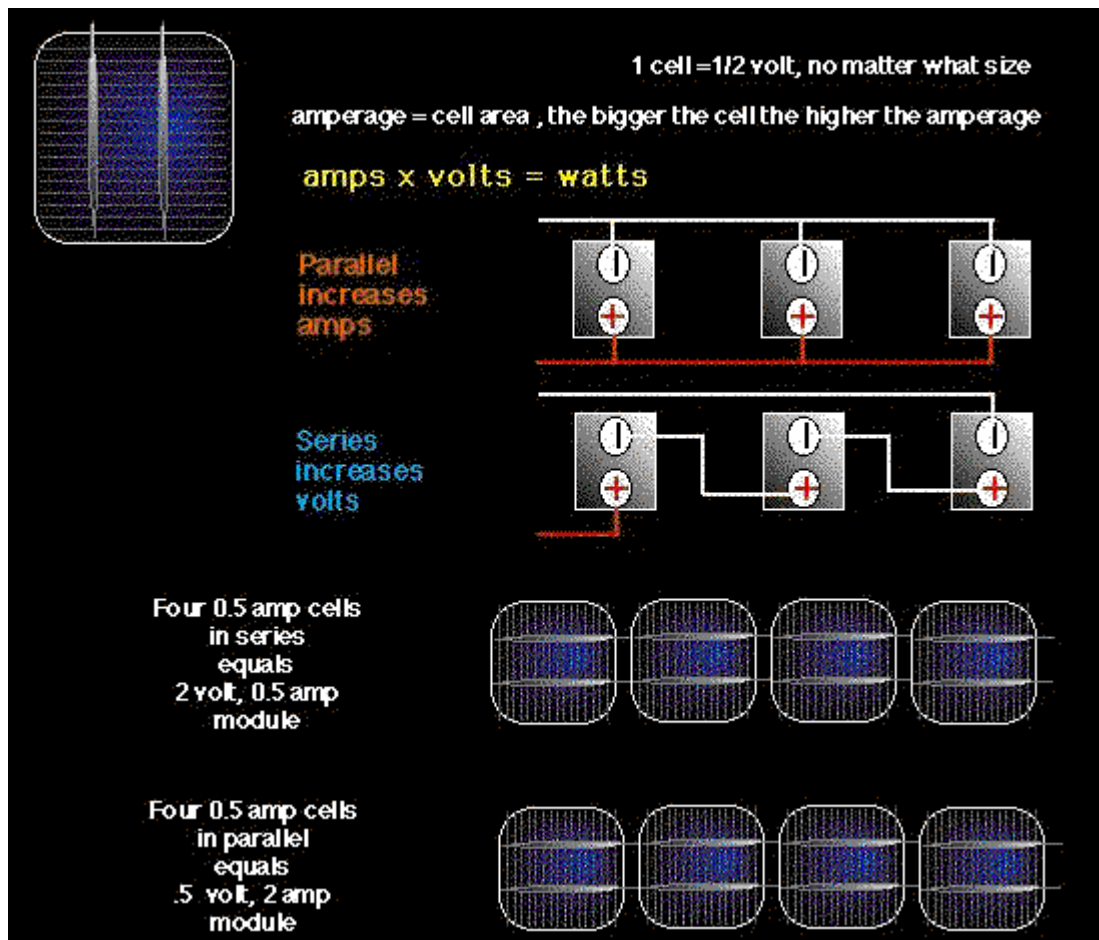 1 cell =1/2 volt, no matter what size
amperage = cell area , the bigger the cell the higher the amperage
amps x volts = watts
Parallel
increases
amps
Series
increases
volts
Four 0.5 amp cells
in series
equals
2 volt, 0.5 amp
module
Four 0.5 amp cells
in parallel
equals
.5 volt, 2 amp
module